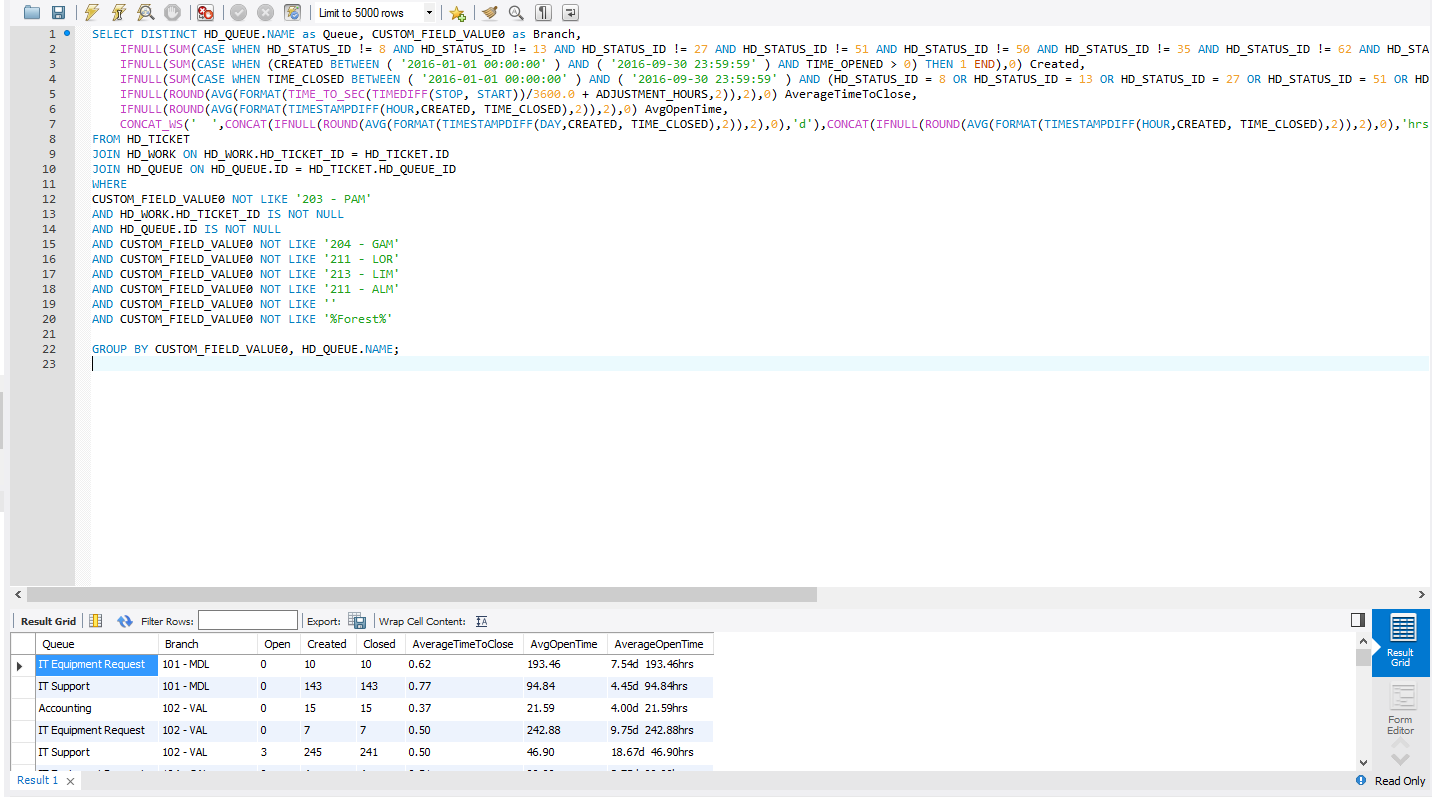 Limit to 5000 rows
1 SELECT DISTINCT HD_QUEUE.NAME as Queue, CUSTOM_FIELD_VALUE0 as Branch,
2 IFNULL(SUM(CASE WHEN HD_STATUS_ID != 8 AND HD_STATUS_ID != 13 AND HD_STATUS_ID != 27 AND HD_STATUS_ID != 51 AND HD_STATUS_ID != 50 AND HD_STATUS_ID != 35 AND HD_STATUS_ID != 62 AND HD_STA
3 IFNULL(SUM(CASE WHEN (CREATED BETWEEN ( '2016-01-01 00:00:00' ) AND ( '2016-09-30 23:59:59' ) AND TIME_OPENED > 0) THEN 1 END),0) Created,
4 IFNULL(SUM(CASE WHEN TIME_CLOSED BETWEEN ( '2016-01-01 00:00:00' ) AND ( '2016-09-30 23:59:59' ) AND (HD_STATUS_ID = 8 OR HD_STATUS_ID = 13 OR HD_STATUS_ID = 27 OR HD_STATUS_ID = 51 OR HD
5 IFNULL(ROUND(AVG(FORMAT(TIME_TO_SEC(TIMEDIFF(STOP, START))/3600.0 + ADJUSTMENT_HOURS,2)),2),0) AverageTimeToClose,
6 IFNULL(ROUND(AVG(FORMAT(TIMESTAMPDIFF(HOUR,CREATED, TIME_CLOSED),2)),2),0) AvgOpenTime,
7 CONCAT_WS('  ',CONCAT(IFNULL(ROUND(AVG(FORMAT(TIMESTAMPDIFF(DAY,CREATED, TIME_CLOSED),2)),2),0),'d'),CONCAT(IFNULL(ROUND(AVG(FORMAT(TIMESTAMPDIFF(HOUR,CREATED, TIME_CLOSED),2)),2),0),'hrs
8 FROM HD_TICKET
9 JOIN HD_WORK ON HD_WORK.HD_TICKET_ID = HD_TICKET.ID
10 JOIN HD_QUEUE ON HD_QUEUE.ID = HD_TICKET.HD_QUEUE_ID
11 WHERE
12 CUSTOM_FIELD_VALUE0 NOT LIKE '203 - PAM'
13 AND HD_WORK.HD_TICKET_ID IS NOT NULL
14 AND HD_QUEUE.ID IS NOT NULL
15 AND CUSTOM_FIELD_VALUE0 NOT LIKE '204 - GAM'
16 AND CUSTOM_FIELD_VALUE0 NOT LIKE '211 - LOR'
17 AND CUSTOM_FIELD_VALUE0 NOT LIKE '213 - LIM'
18 AND CUSTOM_FIELD_VALUE0 NOT LIKE '211 - ALM'
19 AND CUSTOM_FIELD_VALUE0 NOT LIKE ''
20 AND CUSTOM_FIELD_VALUE0 NOT LIKE '%Forest%'
21
22 GROUP BY CUSTOM_FIELD_VALUE0, HD_QUEUE.NAME;
23
Result Grid Filter Rows: Export: Wrap Cell Content:
Queue Branch Open Created Closed AverageTimeToClose AvgOpenTime AverageOpenTime
IT Equipment Request 101 - MDL 0 10 10 0.62 193.46 7.54d 193.46hrs
IT Support 101 - MDL 0 143 143 0.77 94.84 4.45d 94.84hrs
Accounting 102 - VAL 0 15 15 0.37 21.59 4.00d 21.59hrs
IT Equipment Request 102 - VAL 0 7 7 0.50 242.88 9.75d 242.88hrs
IT Support 102 - VAL 3 245 241 0.50 46.90 18.67d 46.90hrs
Result
Grid
Form
Editor
Result 1
Read Only